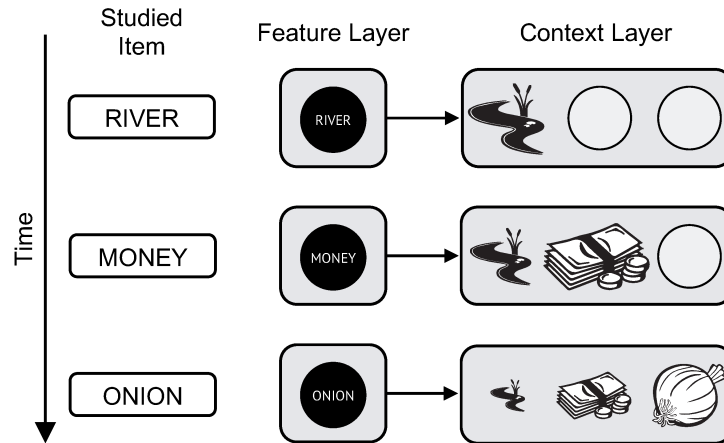 Studied
Item
Feature Layer
Context Layer
RIVER
RIVER
Time
MONEY
MONEY
ONION
ONION